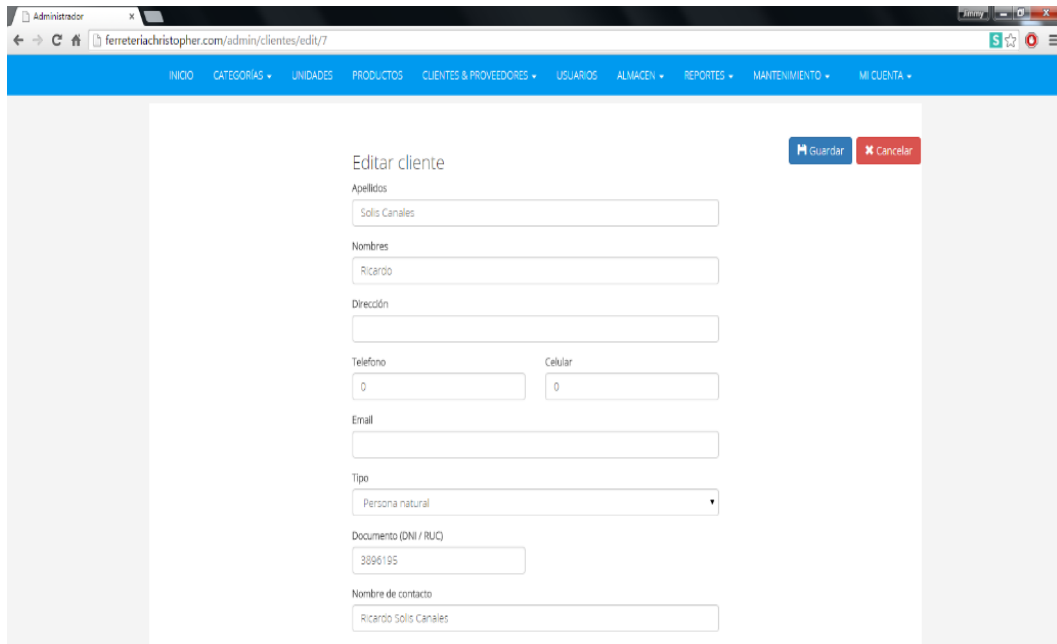 Administrador x
Jimmy
ferreteriachristopher.com/admin/clientes/edit/7
S
INICIO CATEGORÍAS UNIDADES PRODUCTOS CLIENTES & PROVEEDORES USUARIOS ALMACEN REPORTES MANTENIMIENTO MI CUENTA
Guardar Cancelar
Editar cliente
Apellidos
Solis Canales
Nombres
Ricardo
Dirección
Telefono Celular
0 0
Email
Tipo
Persona natural
Documento (DNI / RUC)
3896195
Nombre de contacto
Ricardo Solis Canales